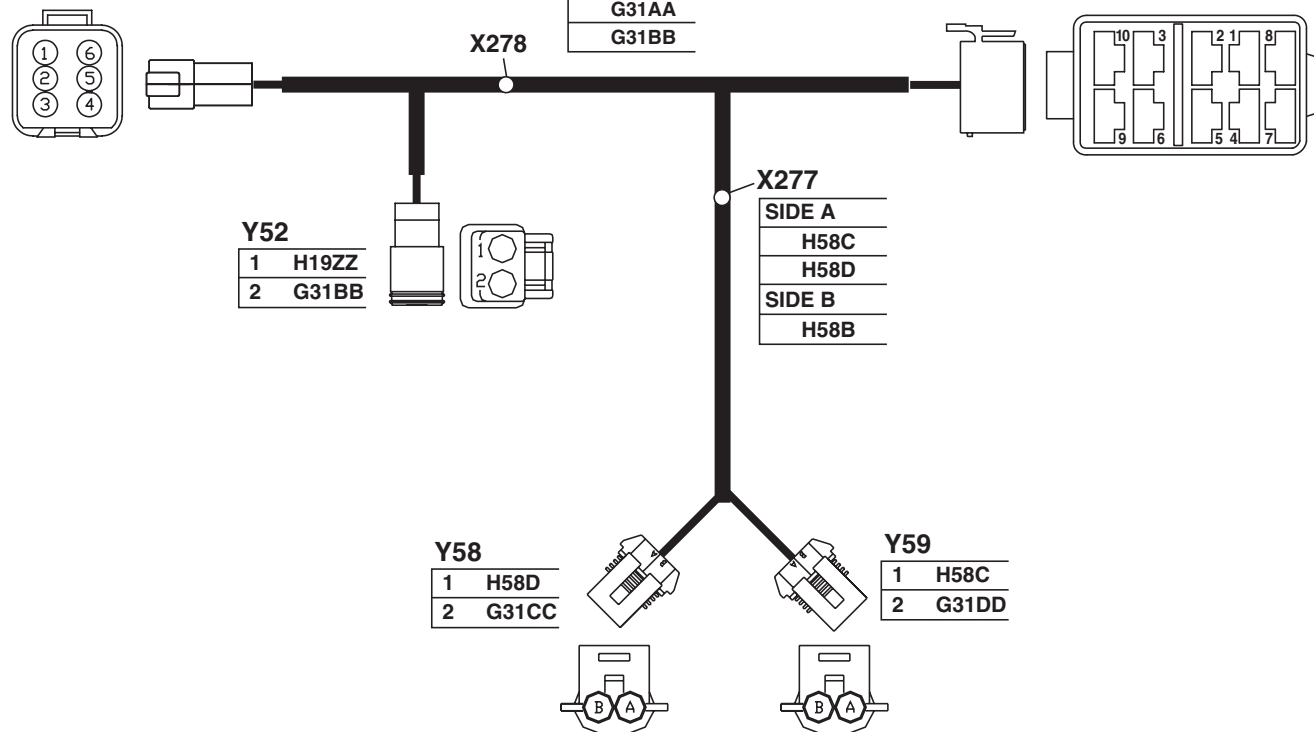 G31AA
G31BB
X278
1 6
2 5
3 4
10 3 2 1 8
9 6 5 4 7
X277
SIDE A
H58C
H58D
SIDE B
H58B
Y52
1 H19ZZ
2 G31BB
1
2
Y58
1 H58D
2 G31CC
A B
B A
Y59
1 H58C
2 G31DD
B A
B A